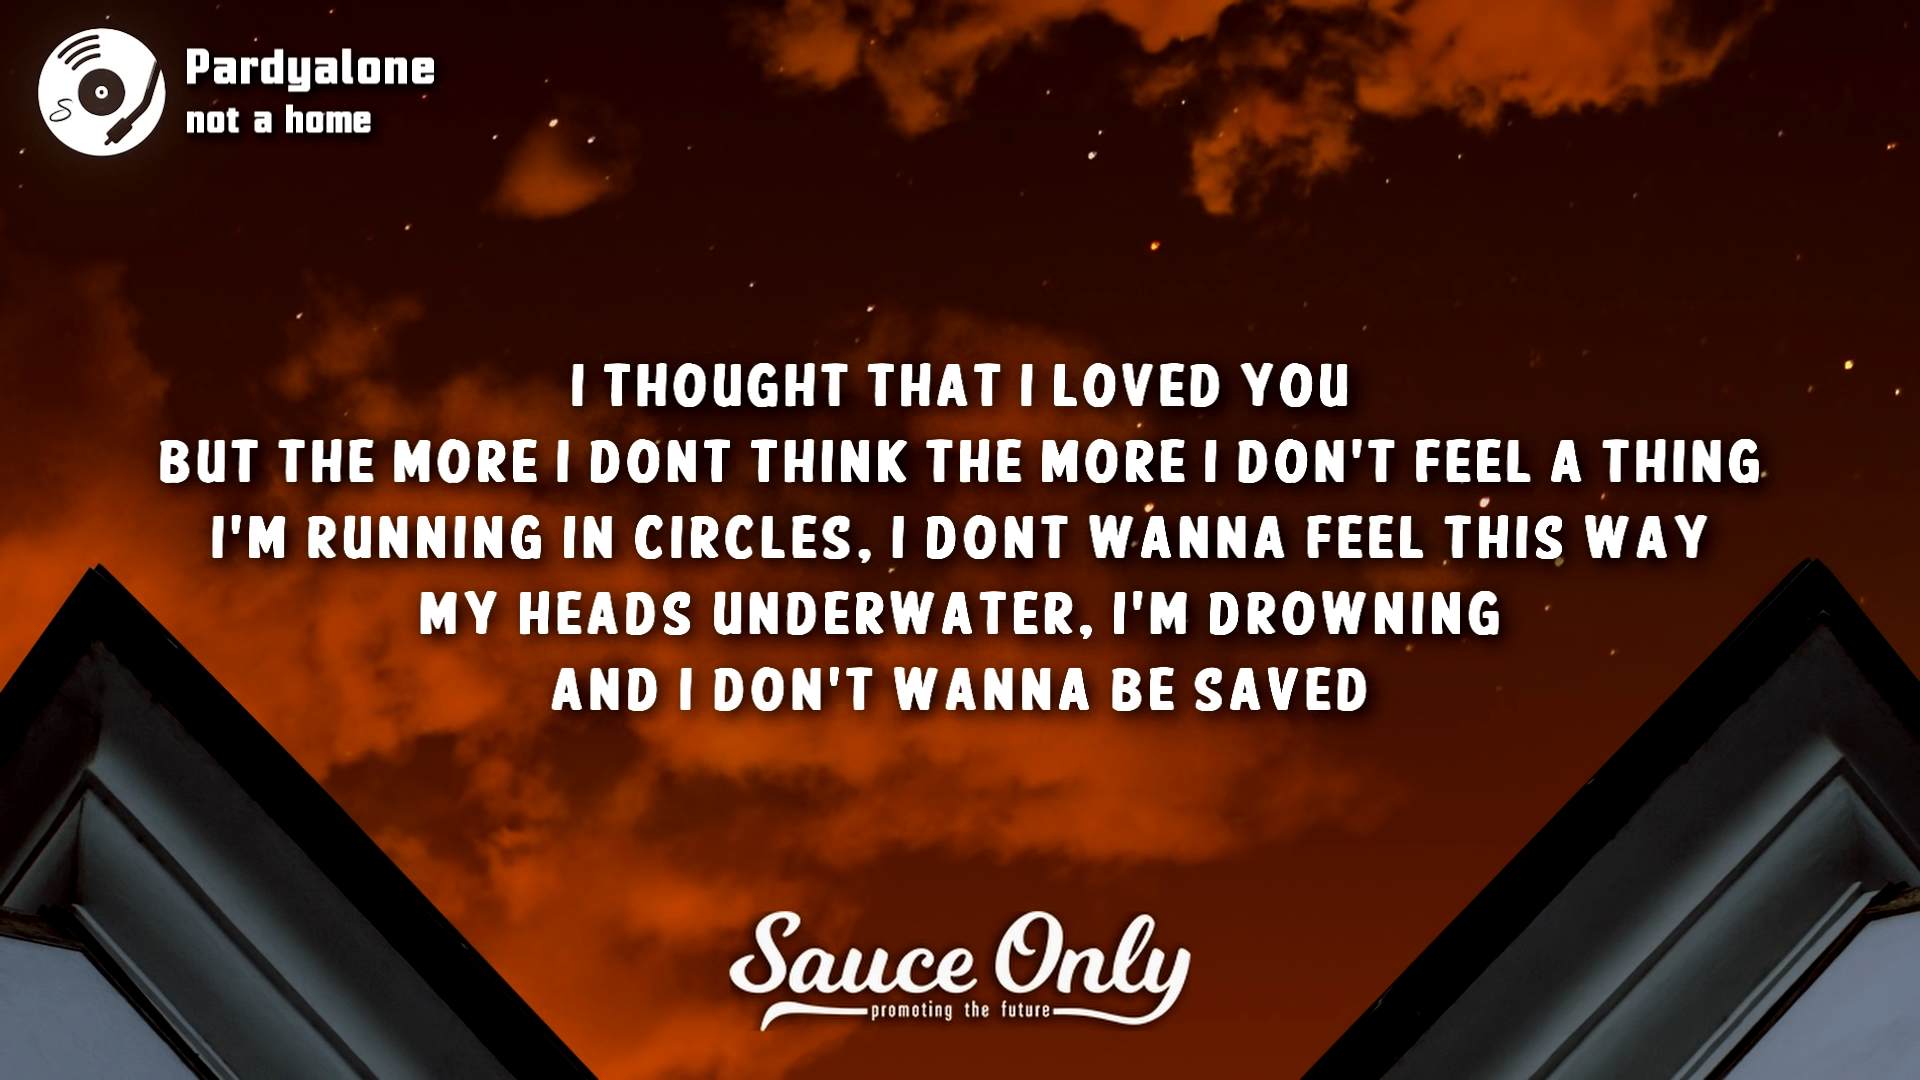 Pardyalone
not a home
I THOUGHT THAT I LOVED YOU
BUT THE MORE I DONT THINK THE MORE I DON'T FEEL A THING
I'M RUNNING IN CIRCLES, I DONT WANNA FEEL THIS WAY
MY HEADS UNDERWATER, I'M DROWNING
AND I DON'T WANNA BE SAVED
Sauce Only
promoting the future